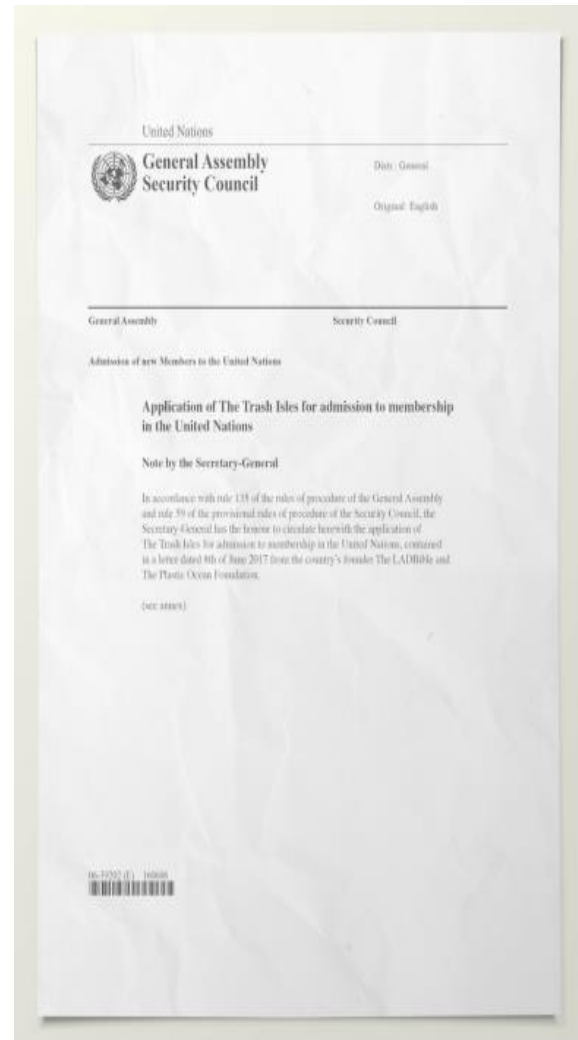 United Nations
General Assembly
Security Council
Distr.: General
Original: English
General Assembly Security Council
Admission of new Members to the United Nations
Application of The Trash Isles for admission to membership
in the United Nations
Note by the Secretary-General
In accordance with rule 135 of the rules of procedure of the General Assembly
and rule 59 of the provisional rules of procedure of the Security Council, the
Secretary-General has the honour to circulate herewith the application of
The Trash Isles for admission to membership in the United Nations, contained
in a letter dated 8th of June 2017 from the country's founder The LADBible and
The Plastic Ocean Foundation.
(see annex)
06-39202 (E)